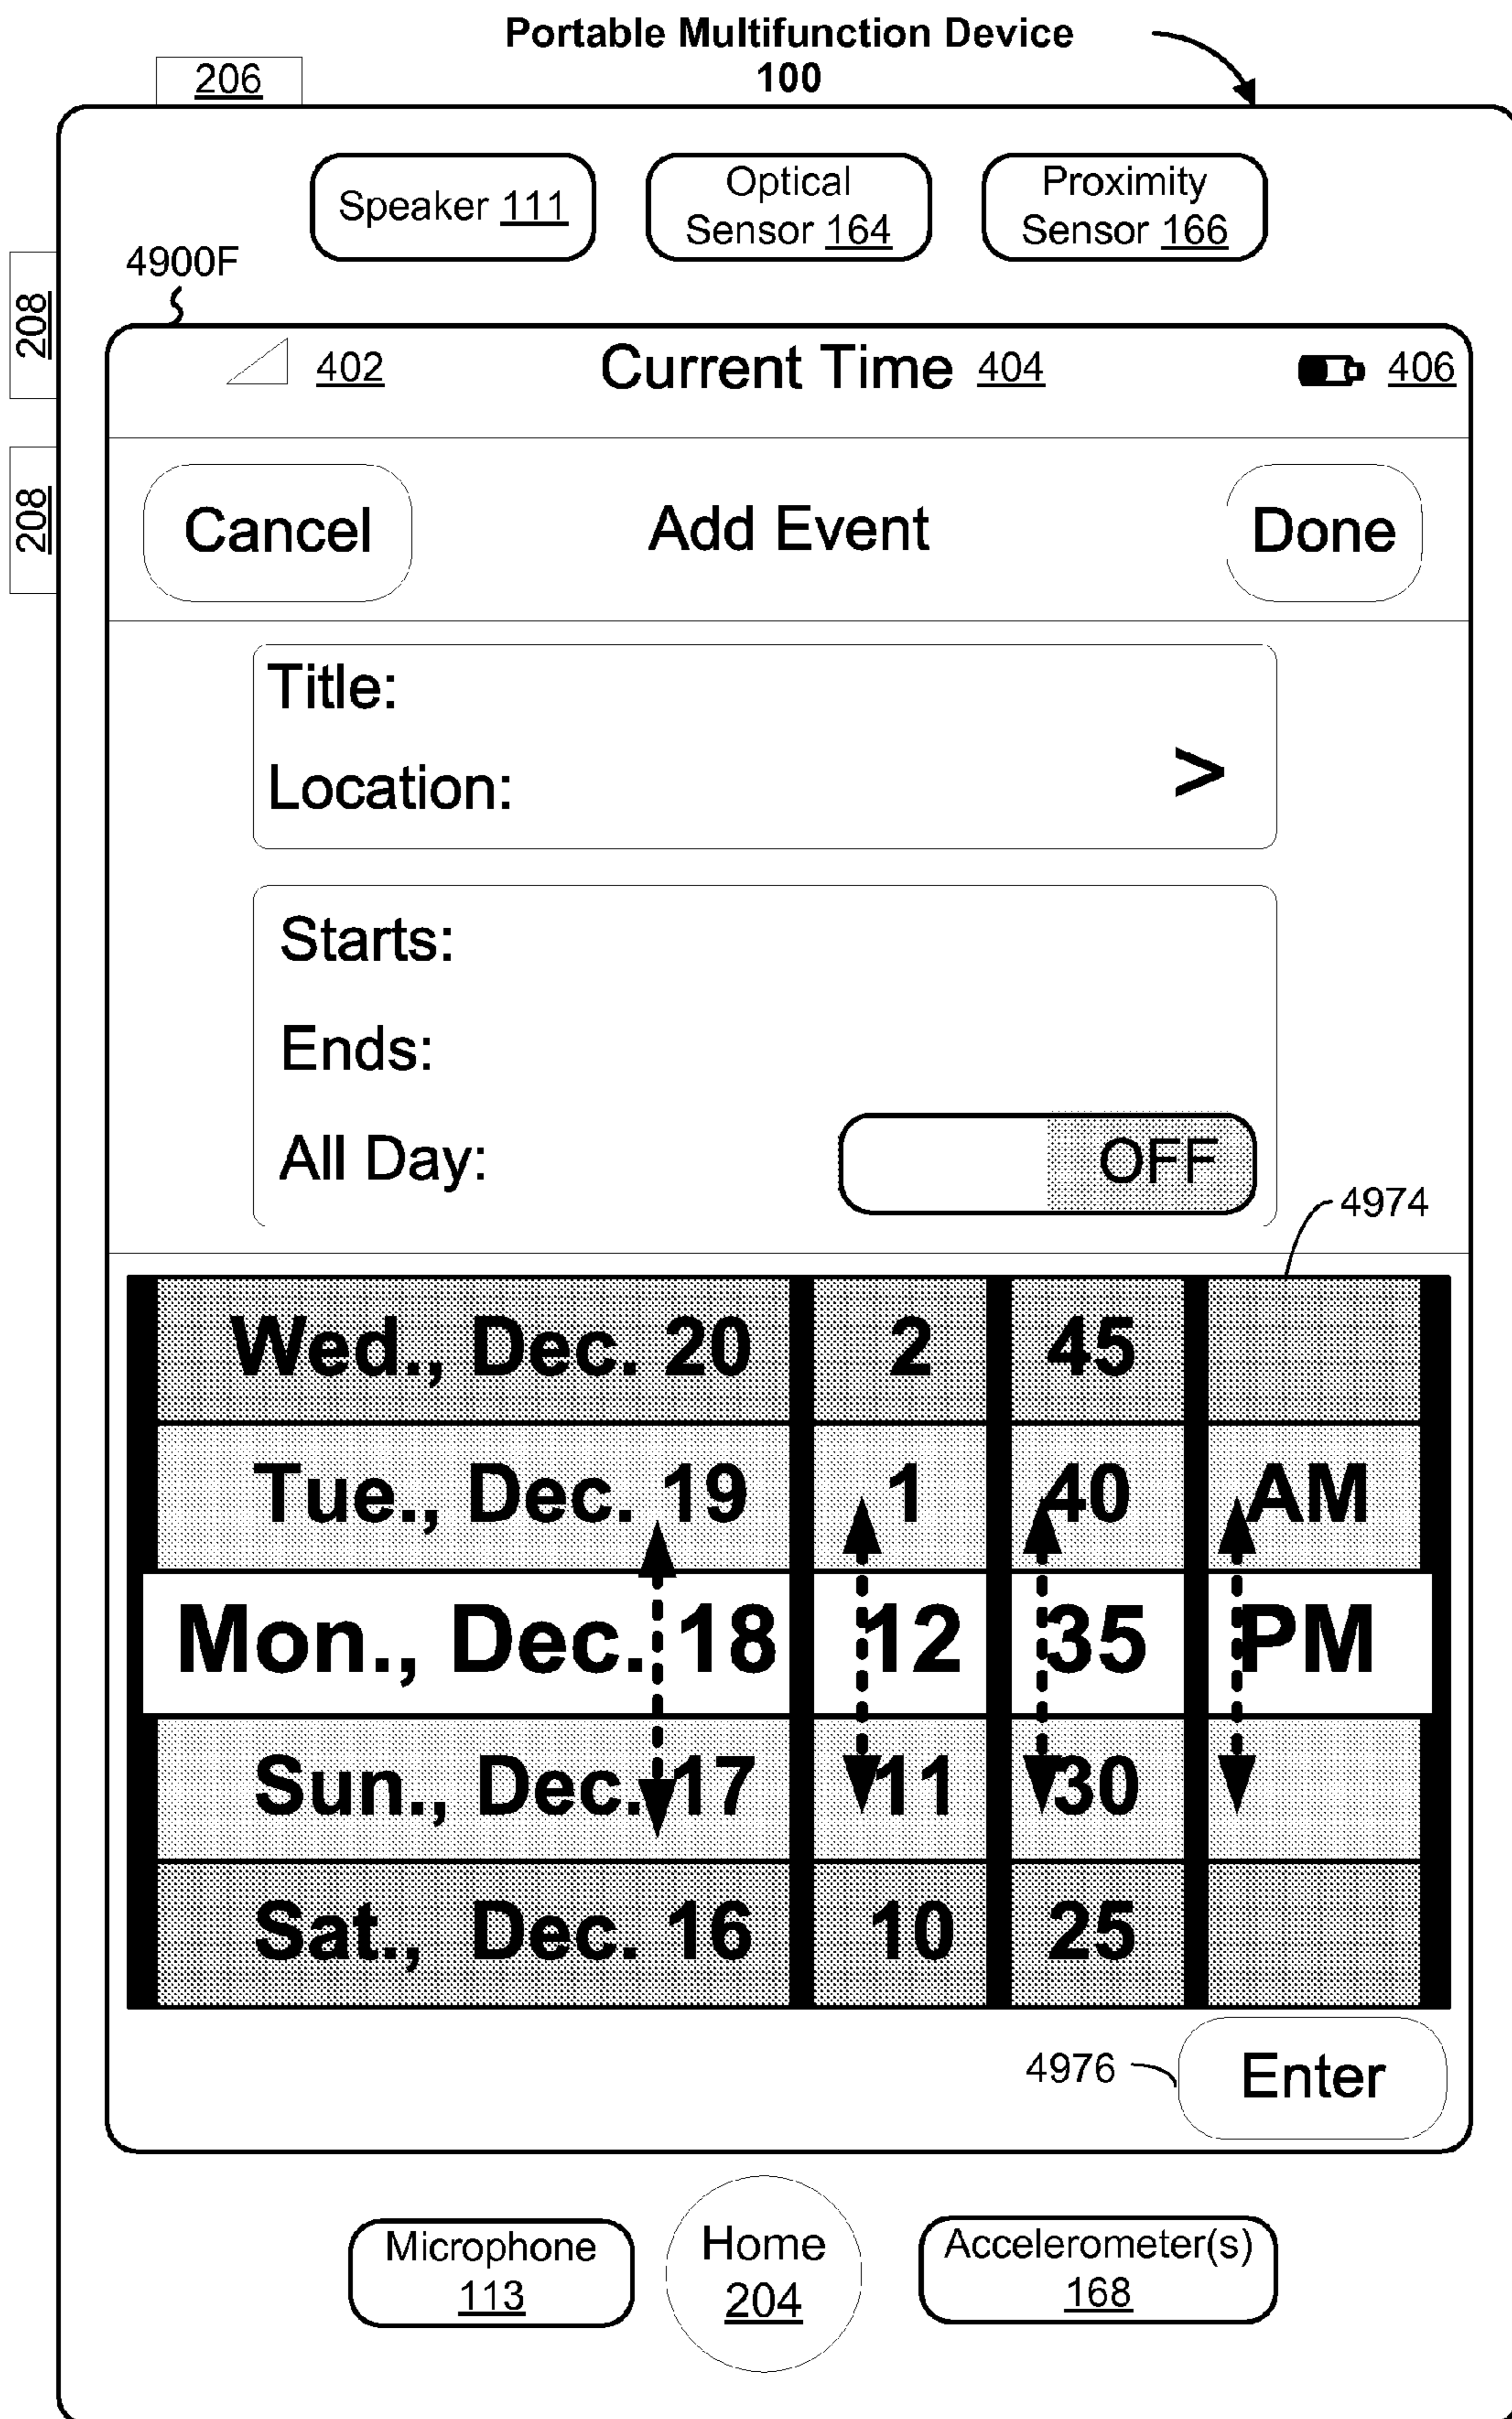 Portable Multifunction Device
100
206
Speaker 111
Optical
Sensor 164
Proximity
Sensor 166
4900F
208
208
402
Current Time 404
406
Cancel
Add Event
Done
Title:
Location:
>
Starts:
Ends:
All Day:
OFF
4974
Wed., Dec. 20 2 45
Tue., Dec. 19 1 40 AM
Mon., Dec. 18 12 35 PM
Sun., Dec. 17 11 30
Sat., Dec. 16 10 25
4976
Enter
Microphone
113
Home
204
Accelerometer(s)
168